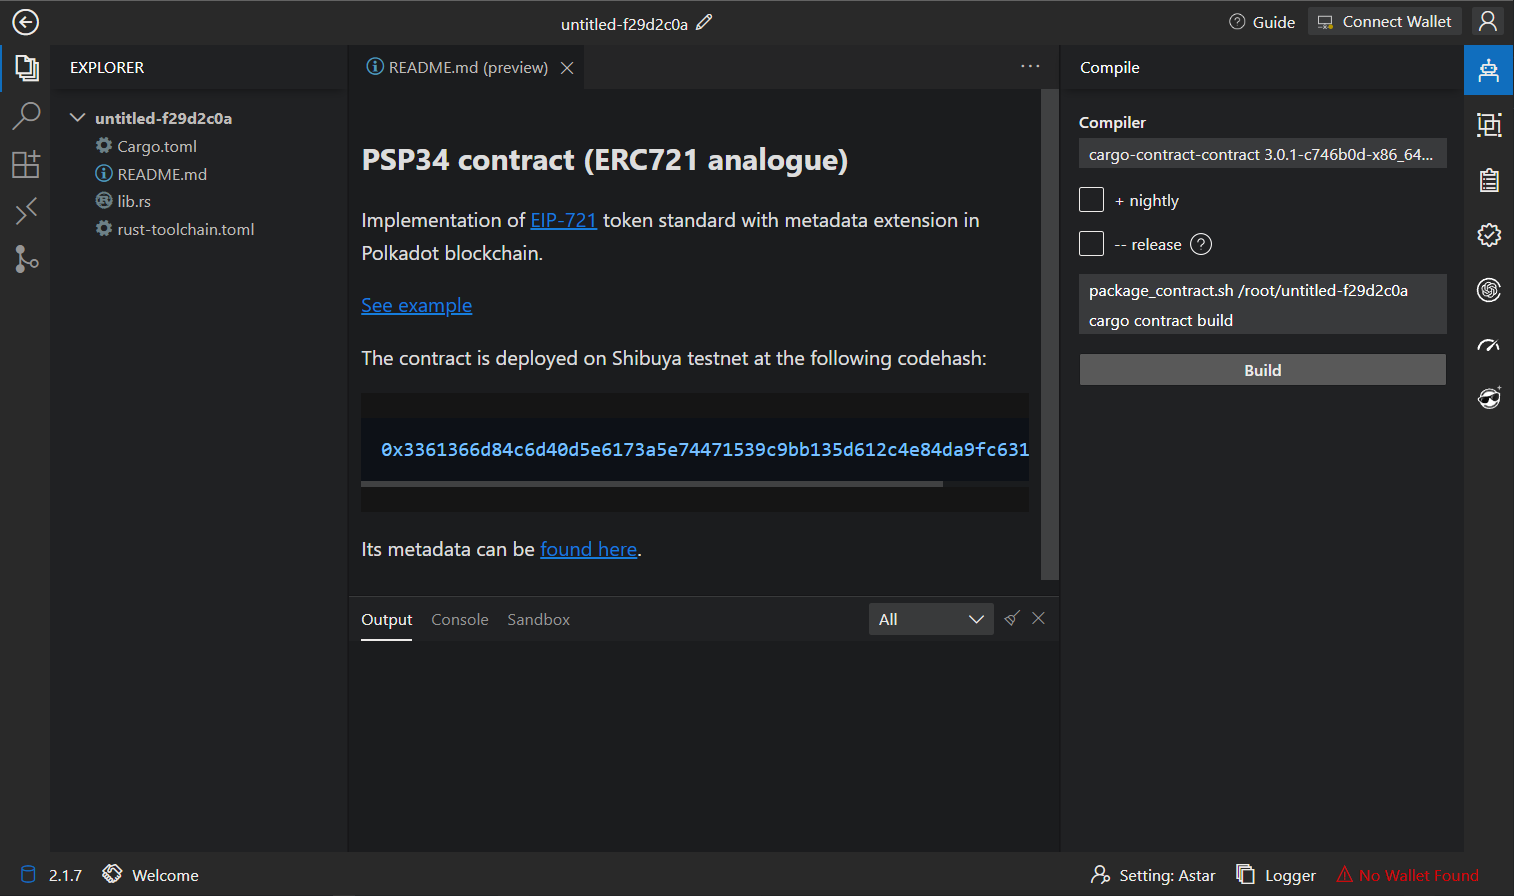 untitled-f29d2c0a
Guide
Connect Wallet
EXPLORER
untitled-f29d2c0a
Cargo.toml
README.md
lib.rs
rust-toolchain.toml
README.md (preview)
PSP34 contract (ERC721 analogue)
Implementation of EIP-721 token standard with metadata extension in
Polkadot blockchain.
See example
The contract is deployed on Shibuya testnet at the following codehash:
0x3361366d84c6d40d5e6173a5e74471539c9bb135d612c4e84da9fc631
Its metadata can be found here.
Output Console Sandbox
All
Compile
Compiler
cargo-contract-contract 3.0.1-c746b0d-x86_64...
+ nightly
-- release
package_contract.sh /root/untitled-f29d2c0a
cargo contract build
Build
2.1.7
Welcome
Setting: Astar
Logger
No Wallet Found